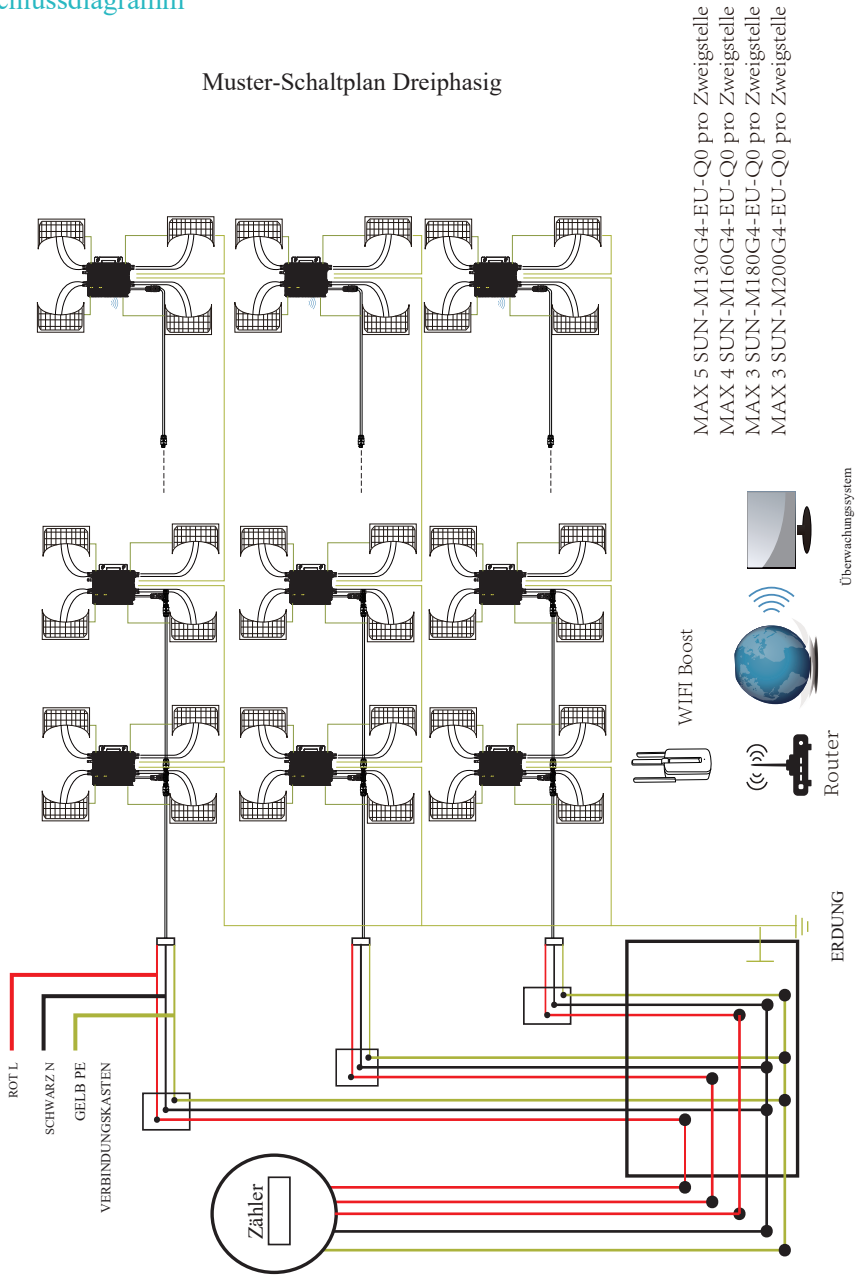 Muster-Schaltplan Dreiphasig
MAX 5 SUN-M130G4-EU-Q0 pro Zweigstelle
MAX 4 SUN-M160G4-EU-Q0 pro Zweigstelle
MAX 3 SUN-M180G4-EU-Q0 pro Zweigstelle
MAX 3 SUN-M200G4-EU-Q0 pro Zweigstelle
Überwachungssystem
WIFI Boost
Router
ERDUNG
ROT L
SCHWARZ N
GELB PE
VERBINDUNGSKASTEN
Zähler